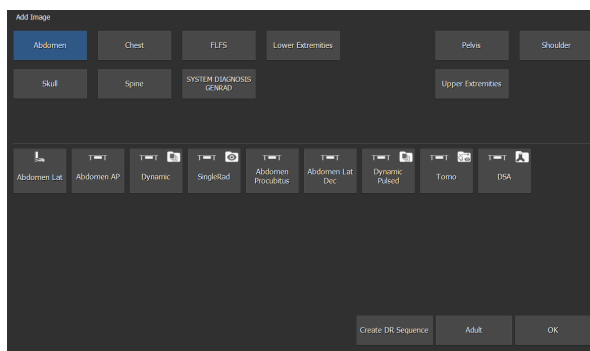 Add Image
Abdomen
Chest
FLFS
Lower Extremities
Pelvis
Shoulder
Skull
Spine
SYSTEM DIAGNOSIS
GENRAD
Upper Extremities
Abdomen Lat
Abdomen AP
Dynamic
SingleRad
Abdomen
Procubitus
Abdomen Lat
Dec
Dynamic
Pulsed
Tomo
DSA
Create DR Sequence
Adult
OK